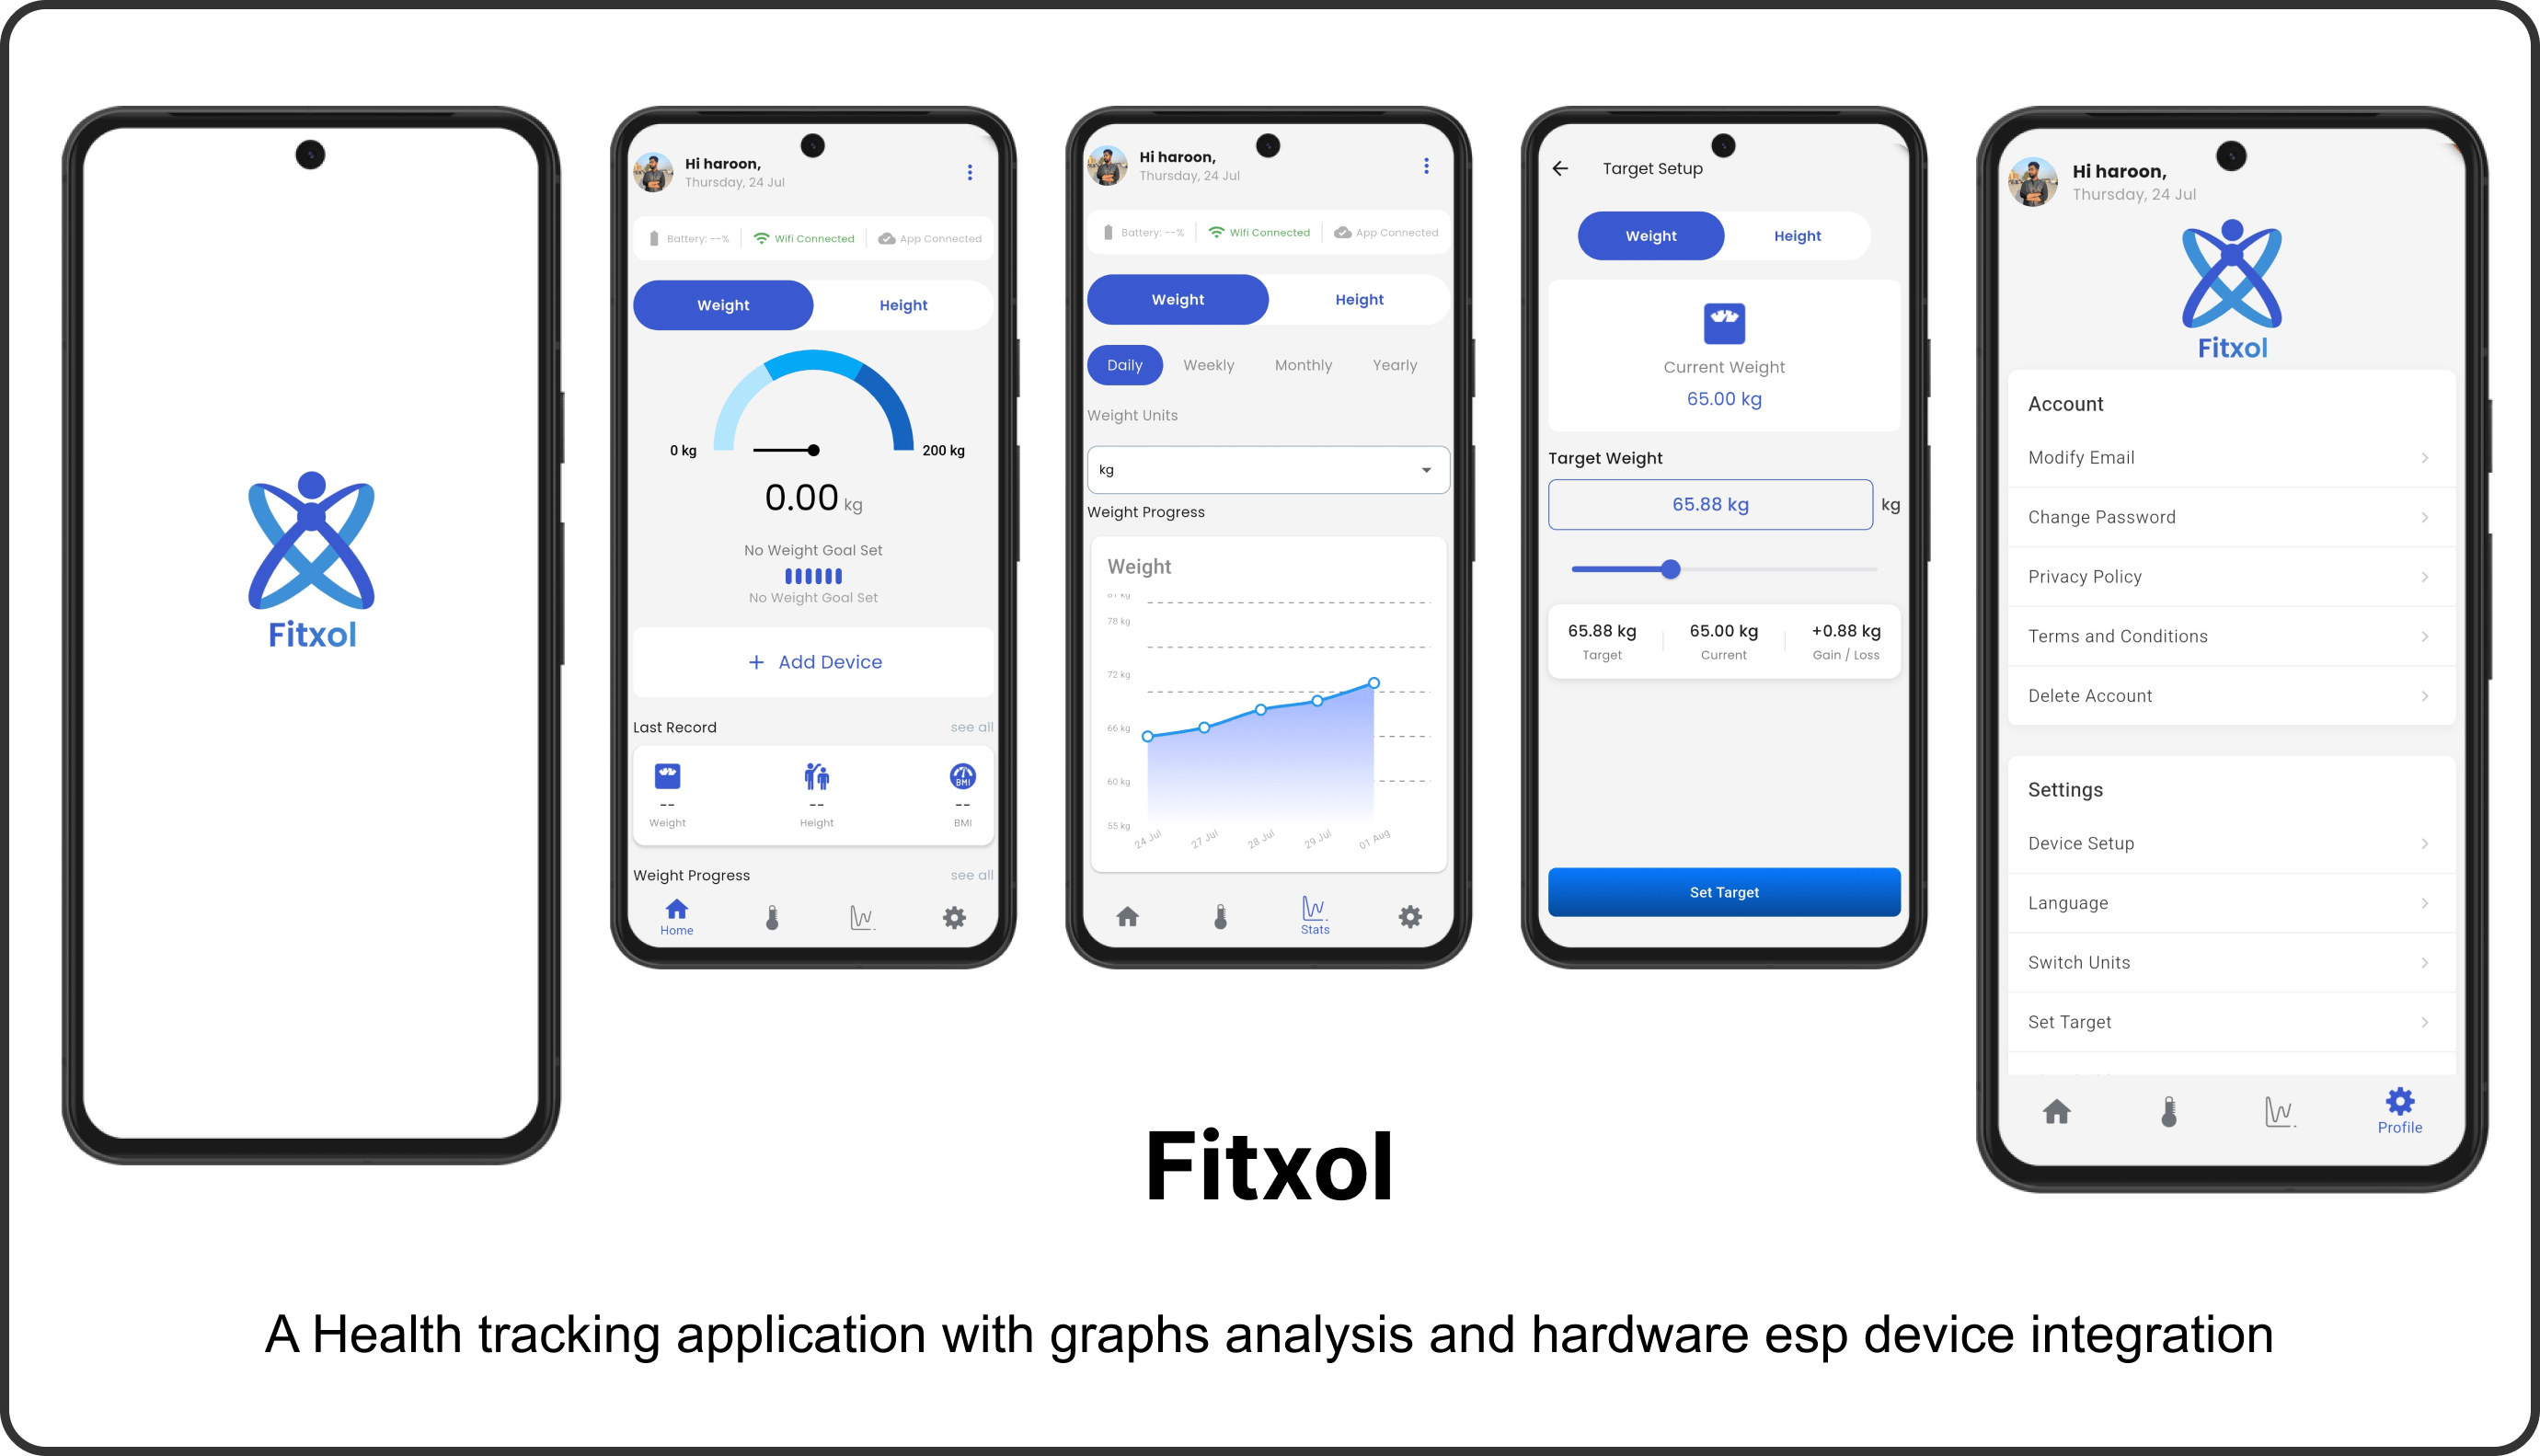 Fitxol
Hi haroon,
Thursday, 24 Jul
Battery: --%
Wifi Connected
App Connected
Weight
Height
0 kg
200 kg
0.00 kg
No Weight Goal Set
No Weight Goal Set
+ Add Device
Last Record
see all
--
--
--
Weight
Height
BMI
BMI
Weight Progress
see all
Home
Hi haroon,
Thursday, 24 Jul
Battery: --%
Wifi Connected
App Connected
Weight
Height
Daily
Weekly
Monthly
Yearly
Weight Units
kg
Weight Progress
Weight
78 kg
72 kg
66 kg
60 kg
55 kg
24 Jul
27 Jul
28 Jul
29 Jul
01 Aug
Stats
Target Setup
Weight
Height
Current Weight
65.00 kg
Target Weight
65.88 kg
kg
65.88 kg
65.00 kg
+0.88 kg
Target
Current
Gain / Loss
Set Target
Hi haroon,
Thursday, 24 Jul
Fitxol
Account
Modify Email
Change Password
Privacy Policy
Terms and Conditions
Delete Account
Settings
Device Setup
Language
Switch Units
Set Target
Profile
Fitxol
A Health tracking application with graphs analysis and hardware esp device integration